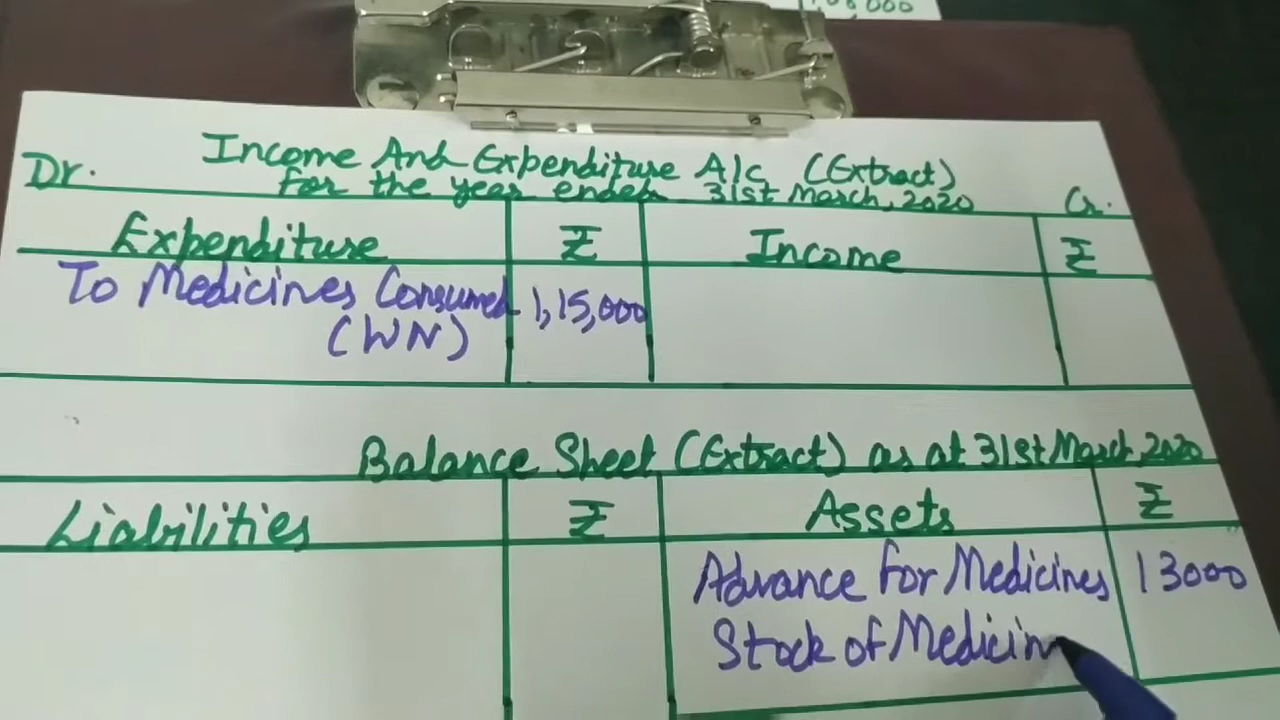 Income And Expenditure A/c (Extract)
Dr. for the year ended 31st March, 2020 Cr.
Expenditure ₹ Income ₹
To Medicines Consumed 1,15,000
(WN)
Balance Sheet (Extract) as at 31st March, 2020
Liabilities ₹ Assets ₹
Advance for Medicines 13000
Stock of Medicin